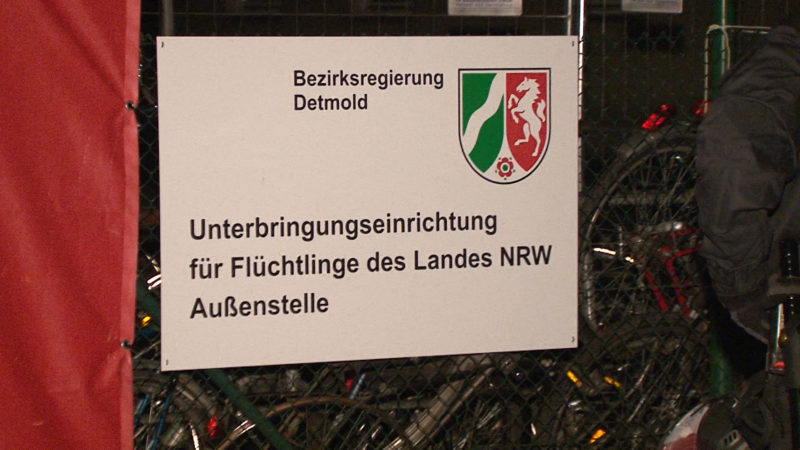 Bezirksregierung
Detmold
Unterbringungseinrichtung
für Flüchtlinge des Landes NRW
Außenstelle